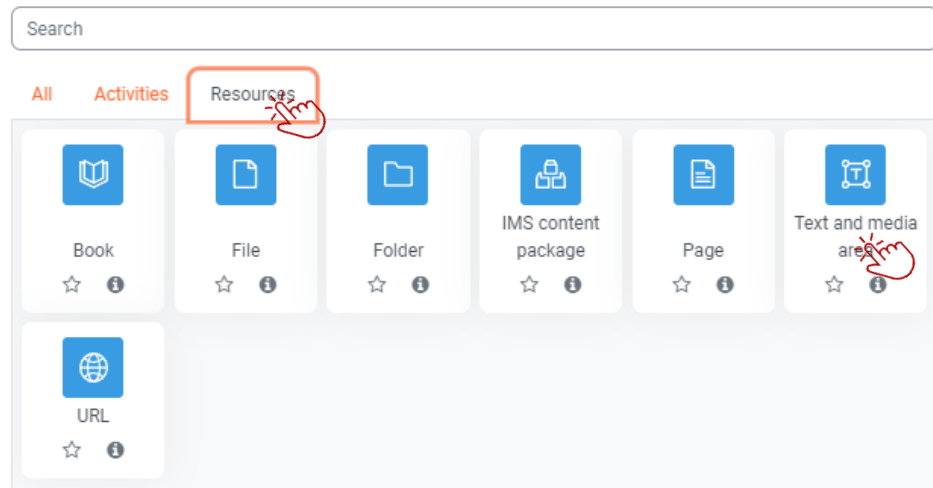 Search
All Activities Resources
Book
File
Folder
IMS content
package
Page
Text and media
area
URL